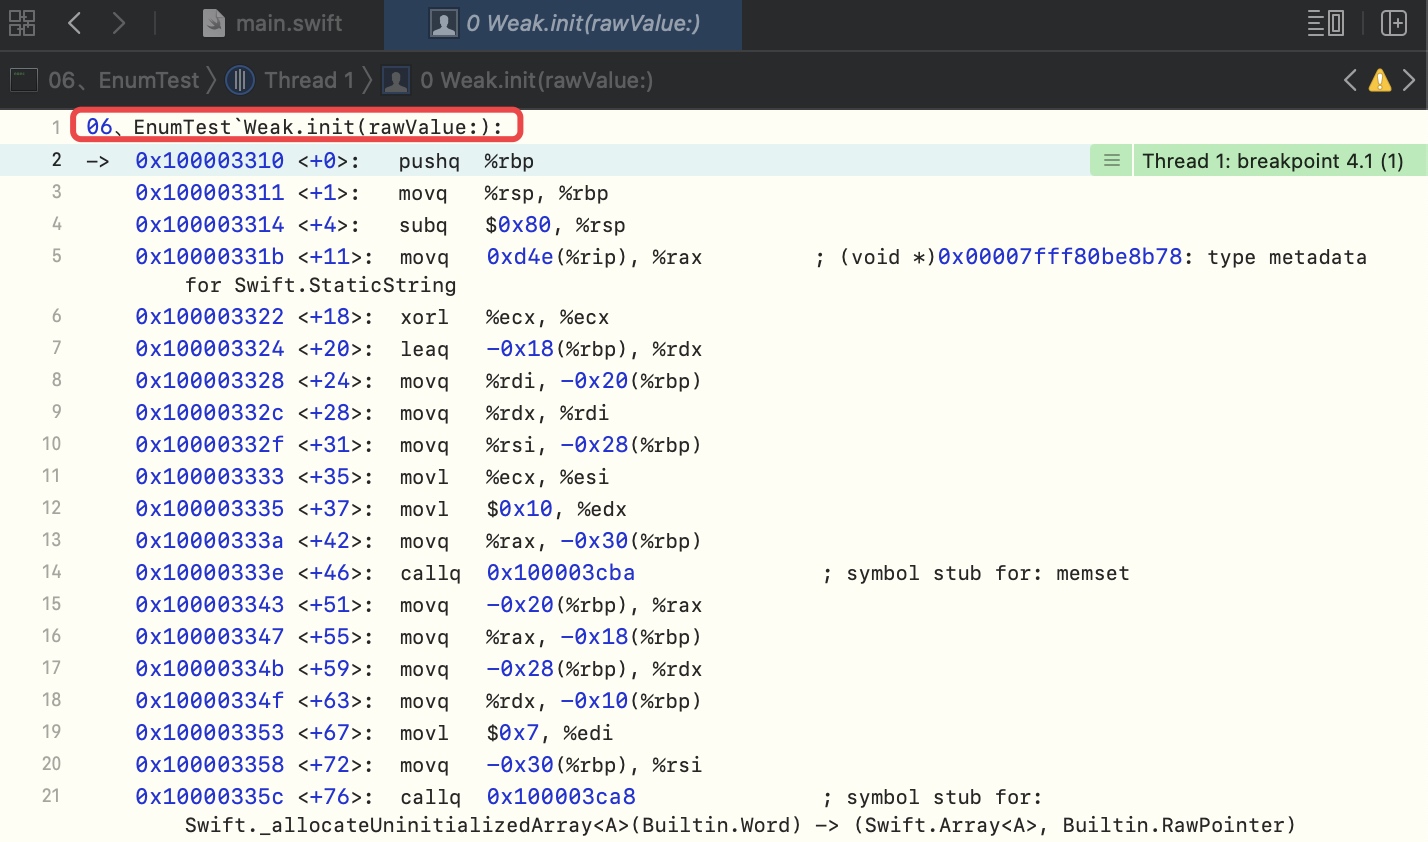 main.swift
0 Weak.init(rawValue:)
06、EnumTest
Thread 1
0 Weak.init(rawValue:)
1 06、EnumTest`Weak.init(rawValue:):
2 -> 0x100003310 <+0>: pushq %rbp Thread 1: breakpoint 4.1 (1)
3 0x100003311 <+1>: movq %rsp, %rbp
4 0x100003314 <+4>: subq $0x80, %rsp
5 0x10000331b <+11>: movq 0xd4e(%rip), %rax ; (void *)0x00007fff80be8b78: type metadata
for Swift.StaticString
6 0x100003322 <+18>: xorl %ecx, %ecx
7 0x100003324 <+20>: leaq -0x18(%rbp), %rdx
8 0x100003328 <+24>: movq %rdi, -0x20(%rbp)
9 0x10000332c <+28>: movq %rdx, %rdi
10 0x10000332f <+31>: movq %rsi, -0x28(%rbp)
11 0x100003333 <+35>: movl %ecx, %esi
12 0x100003335 <+37>: movl $0x10, %edx
13 0x10000333a <+42>: movq %rax, -0x30(%rbp)
14 0x10000333e <+46>: callq 0x100003cba ; symbol stub for: memset
15 0x100003343 <+51>: movq -0x20(%rbp), %rax
16 0x100003347 <+55>: movq %rax, -0x18(%rbp)
17 0x10000334b <+59>: movq -0x28(%rbp), %rdx
18 0x10000334f <+63>: movq %rdx, -0x10(%rbp)
19 0x100003353 <+67>: movl $0x7, %edi
20 0x100003358 <+72>: movq -0x30(%rbp), %rsi
21 0x10000335c <+76>: callq 0x100003ca8 ; symbol stub for:
Swift._allocateUninitializedArray<A>(Builtin.Word) -> (Swift.Array<A>, Builtin.RawPointer)